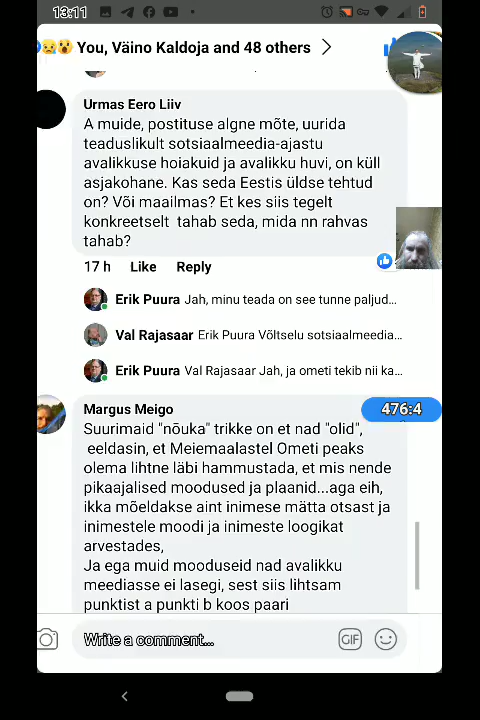 13:11
You, Väino Kaldoja and 48 others
Urmas Eero Liiv
A muide, postituse algne mõte, uurida
teaduslikult sotsiaalmeedia-ajastu
avalikkuse hoiakuid ja avalikku huvi, on küll
asjakohane. Kas seda Eestis üldse tehtud
on? Või maailmas? Et kes siis tegelt
konkreetselt tahab seda, mida nn rahvas
tahab?
17 h Like Reply
Erik Puura Jah, minu teada on see tunne paljud...
Val Rajasaar Erik Puura Võltselu sotsiaalmeedia...
Erik Puura Val Rajasaar Jah, ja ometi tekib nii ka...
Margus Meigo
476:4
Suurimaid "nõuka" trikke on et nad "olid",
eeldasin, et Meiemaalastel Ometi peaks
olema lihtne läbi hammustada, et mis nende
pikaajalised moodused ja plaanid...aga eih,
ikka mõeldakse aint inimese mätta otsast ja
inimestele moodi ja inimeste loogikat
arvestades,
Ja ega muid mooduseid nad avalikku
meediasse ei lasegi, sest siis lihtsam
punktist a punkti b koos paari
Write a comment...
GIF